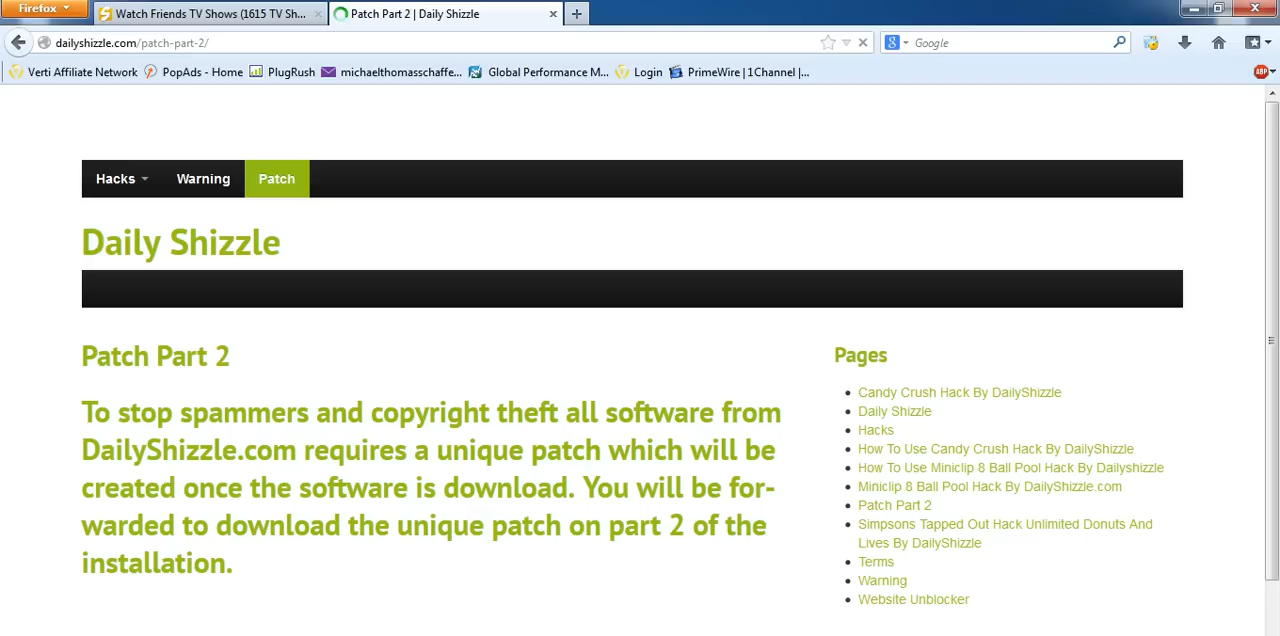 Firefox
Watch Friends TV Shows (1615 TV Sh...
Patch Part 2 | Daily Shizzle
dailyshizzle.com/patch-part-2/
Google
Verti Affiliate Network
PopAds - Home
PlugRush
michaelthomasschaffe...
Global Performance M...
Login
PrimeWire | 1Channel |...
ABP
Hacks
Warning
Patch
Daily Shizzle
Patch Part 2
To stop spammers and copyright theft all software from
DailyShizzle.com requires a unique patch which will be
created once the software is download. You will be for-
warded to download the unique patch on part 2 of the
installation.
Pages
Candy Crush Hack By DailyShizzle
Daily Shizzle
Hacks
How To Use Candy Crush Hack By DailyShizzle
How To Use Miniclip 8 Ball Pool Hack By Dailyshizzle
Miniclip 8 Ball Pool Hack By DailyShizzle.com
Patch Part 2
Simpsons Tapped Out Hack Unlimited Donuts And
Lives By DailyShizzle
Terms
Warning
Website Unblocker